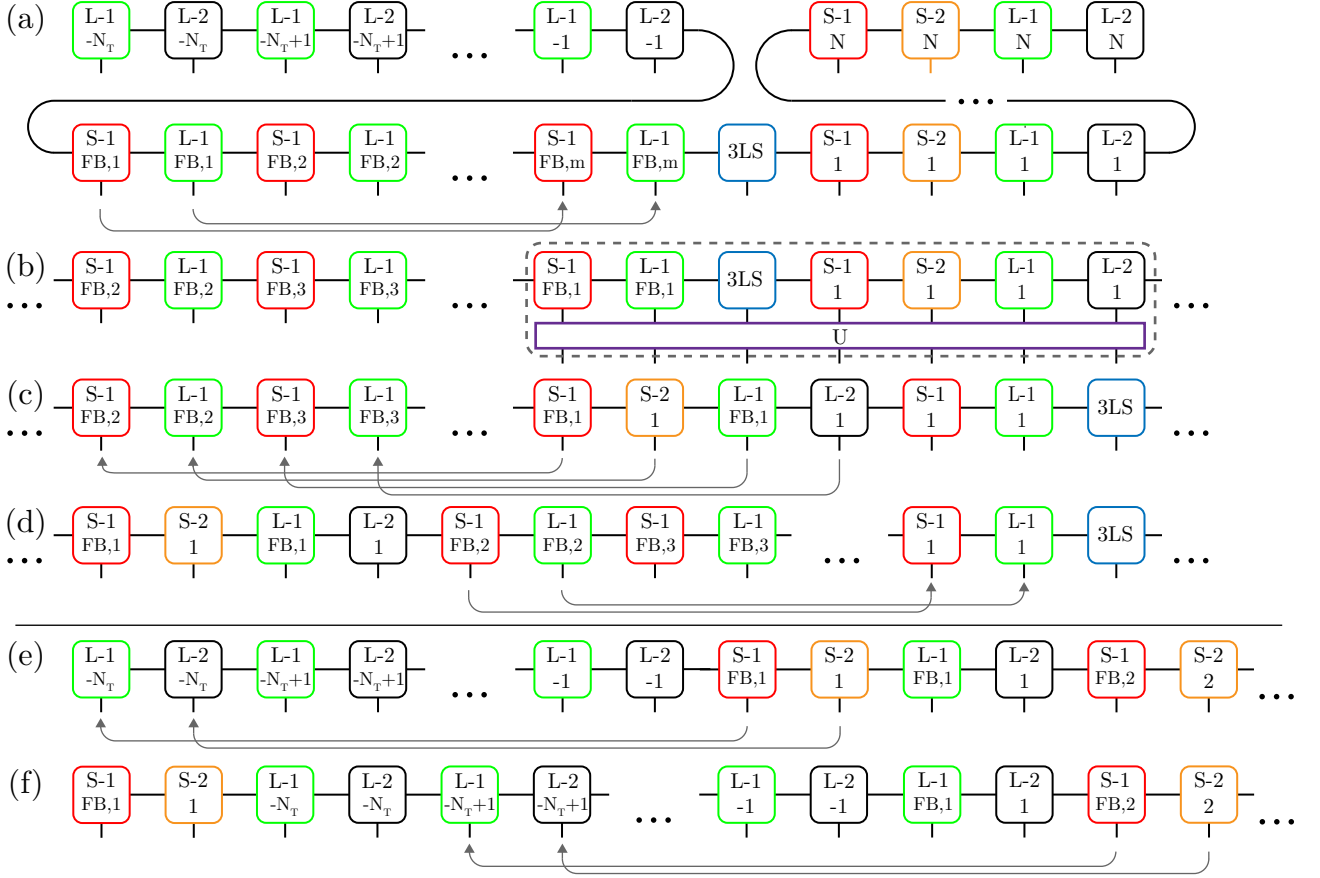 (a)
L-1 L-2 L-1 L-2 L-1 L-2 S-1 S-2 L-1 L-2
-N_T -N_T -N_T+1 -N_T+1 ... -1 -1 N N N N
...
S-1 L-1 S-1 L-1 S-1 L-1 3LS S-1 S-2 L-1 L-2
FB,1 FB,1 FB,2 FB,2 ... FB,m FB,m 1 1 1 1
(b)
S-1 L-1 S-1 L-1 S-1 L-1 3LS S-1 S-2 L-1 L-2
... FB,2 FB,2 FB,3 FB,3 ... FB,1 FB,1 1 1 1 1 ...
U
(c)
S-1 L-1 S-1 L-1 S-1 S-2 L-1 L-2 S-1 L-1 3LS
... FB,2 FB,2 FB,3 FB,3 ... FB,1 1 FB,1 1 1 1 ...
(d)
S-1 S-2 L-1 L-2 S-1 L-1 S-1 L-1 S-1 L-1 3LS
... FB,1 1 FB,1 1 FB,2 FB,2 FB,3 FB,3 ... 1 1 ...
(e)
L-1 L-2 L-1 L-2 L-1 L-2 S-1 S-2 L-1 L-2 S-1 S-2
-N_T -N_T -N_T+1 -N_T+1 ... -1 -1 FB,1 1 FB,1 1 FB,2 2 ...
(f)
S-1 S-2 L-1 L-2 L-1 L-2 L-1 L-2 L-1 L-2 S-1 S-2
FB,1 1 -N_T -N_T -N_T+1 -N_T+1 ... -1 -1 FB,1 1 FB,2 2 ...